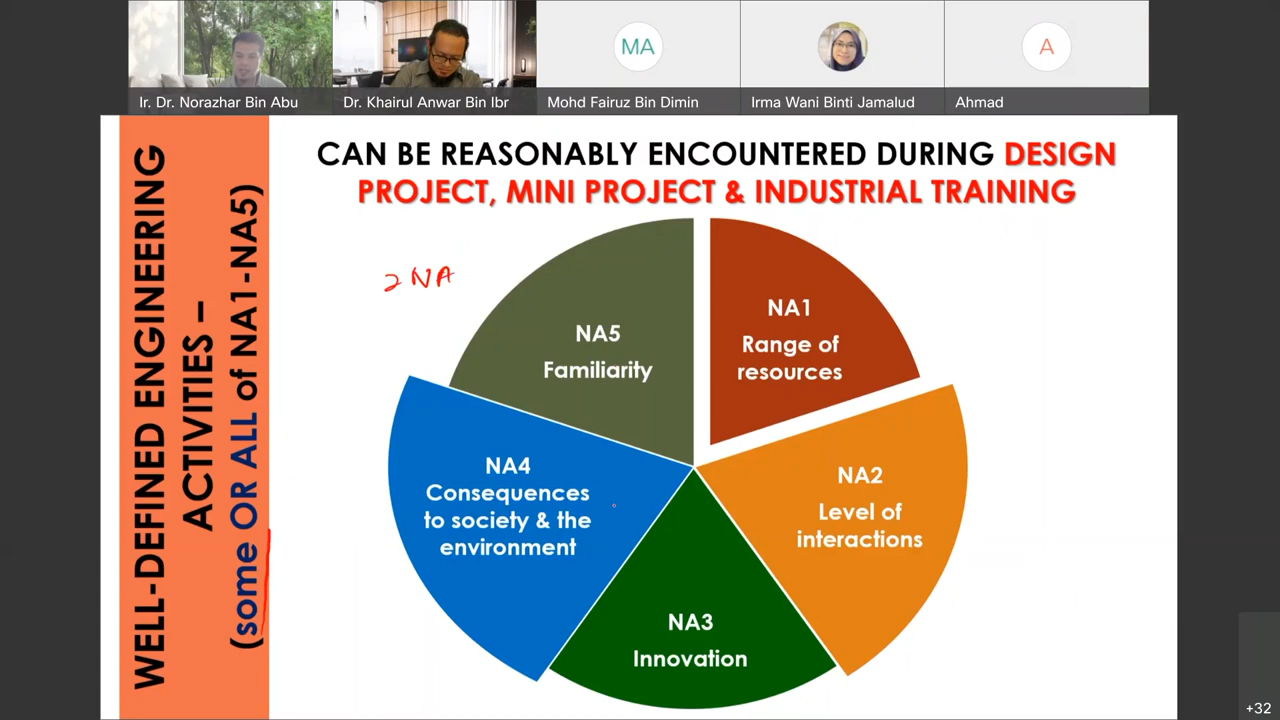 MA
A
Ir. Dr. Norazhar Bin Abu
Dr. Khairul Anwar Bin Ibr
Mohd Fairuz Bin Dimin
Irma Wani Binti Jamalud
Ahmad
WELL-DEFINED ENGINEERING
ACTIVITIES –
(some OR ALL of NA1-NA5)
CAN BE REASONABLY ENCOUNTERED DURING DESIGN
PROJECT, MINI PROJECT & INDUSTRIAL TRAINING
2 NA
NA1
Range of
resources
NA2
Level of
interactions
NA3
Innovation
NA4
Consequences
to society & the
environment
NA5
Familiarity
+32